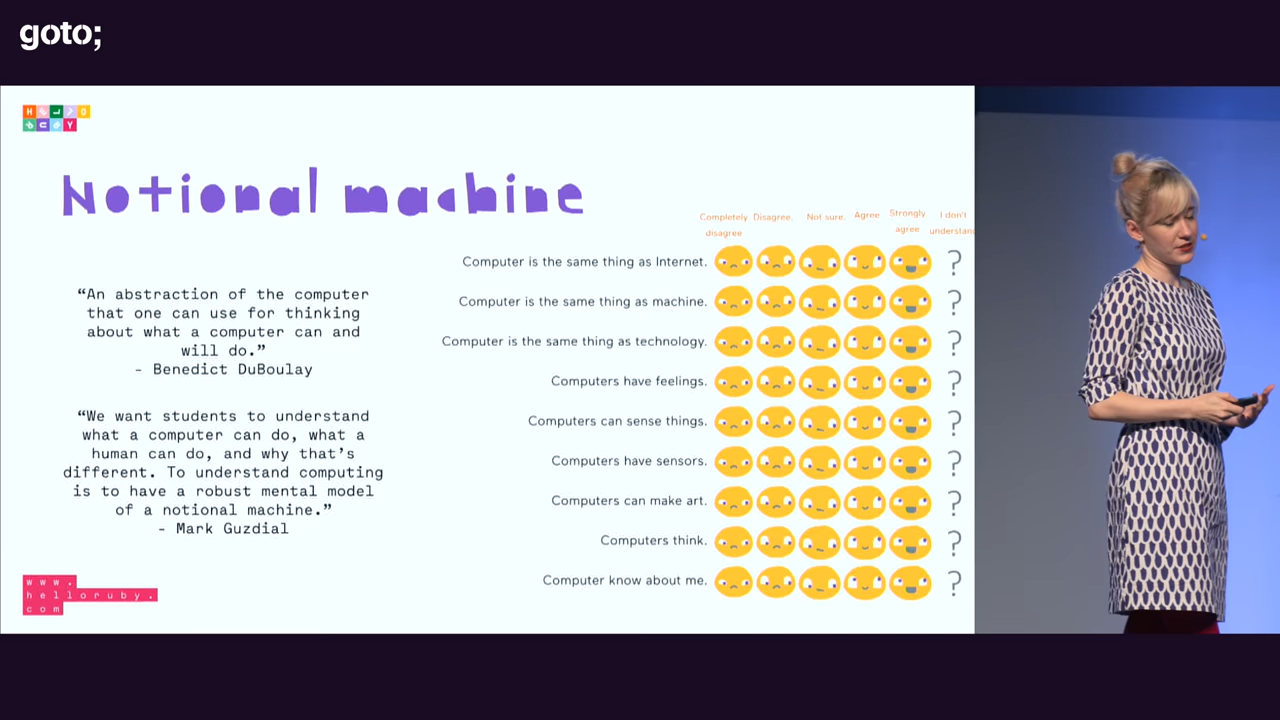 goto;
HELLO
RUBY
Notional machine
Completely
disagree
Disagree.
Not sure.
Agree
Strongly
agree
I don't
understand
"An abstraction of the computer
that one can use for thinking
about what a computer can and
will do."
- Benedict DuBoulay
"We want students to understand
what a computer can do, what a
human can do, and why that's
different. To understand computing
is to have a robust mental model
of a notional machine."
- Mark Guzdial
Computer is the same thing as Internet. ?
Computer is the same thing as machine. ?
Computer is the same thing as technology. ?
Computers have feelings. ?
Computers can sense things. ?
Computers have sensors. ?
Computers can make art. ?
Computers think. ?
Computer know about me. ?
www.
helloruby.
com